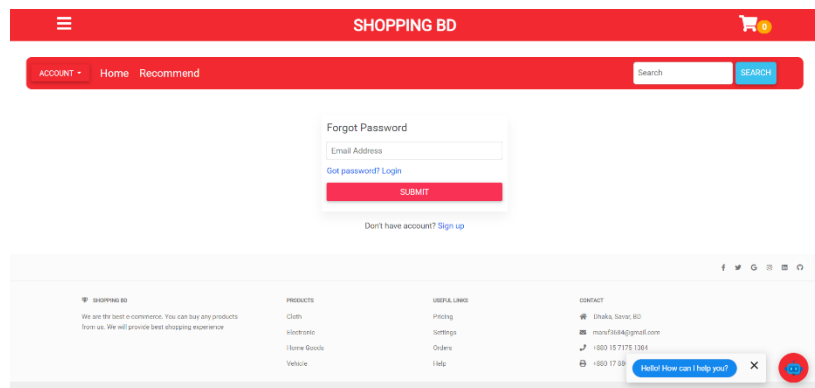 SHOPPING BD
0
ACCOUNT
Home
Recommend
Search
SEARCH
Forgot Password
Email Address
Got password? Login
SUBMIT
Don't have account? Sign up
SHOPPING BD
We are thr best e-commerce. You can buy any products
from us. We will provide best shopping experience
PRODUCTS
Cloth
Electronic
Home Goods
Vehicle
USEFUL LINKS
Pricing
Settings
Orders
Help
CONTACT
Dhaka, Savar, BD
+880 15 7175 1304
+880 17
Hello! How can I help you?